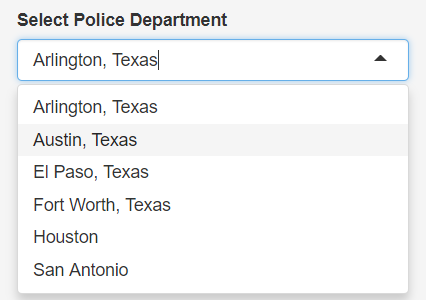 Select Police Department
Arlington, Texas
Arlington, Texas
Austin, Texas
El Paso, Texas
Fort Worth, Texas
Houston
San Antonio